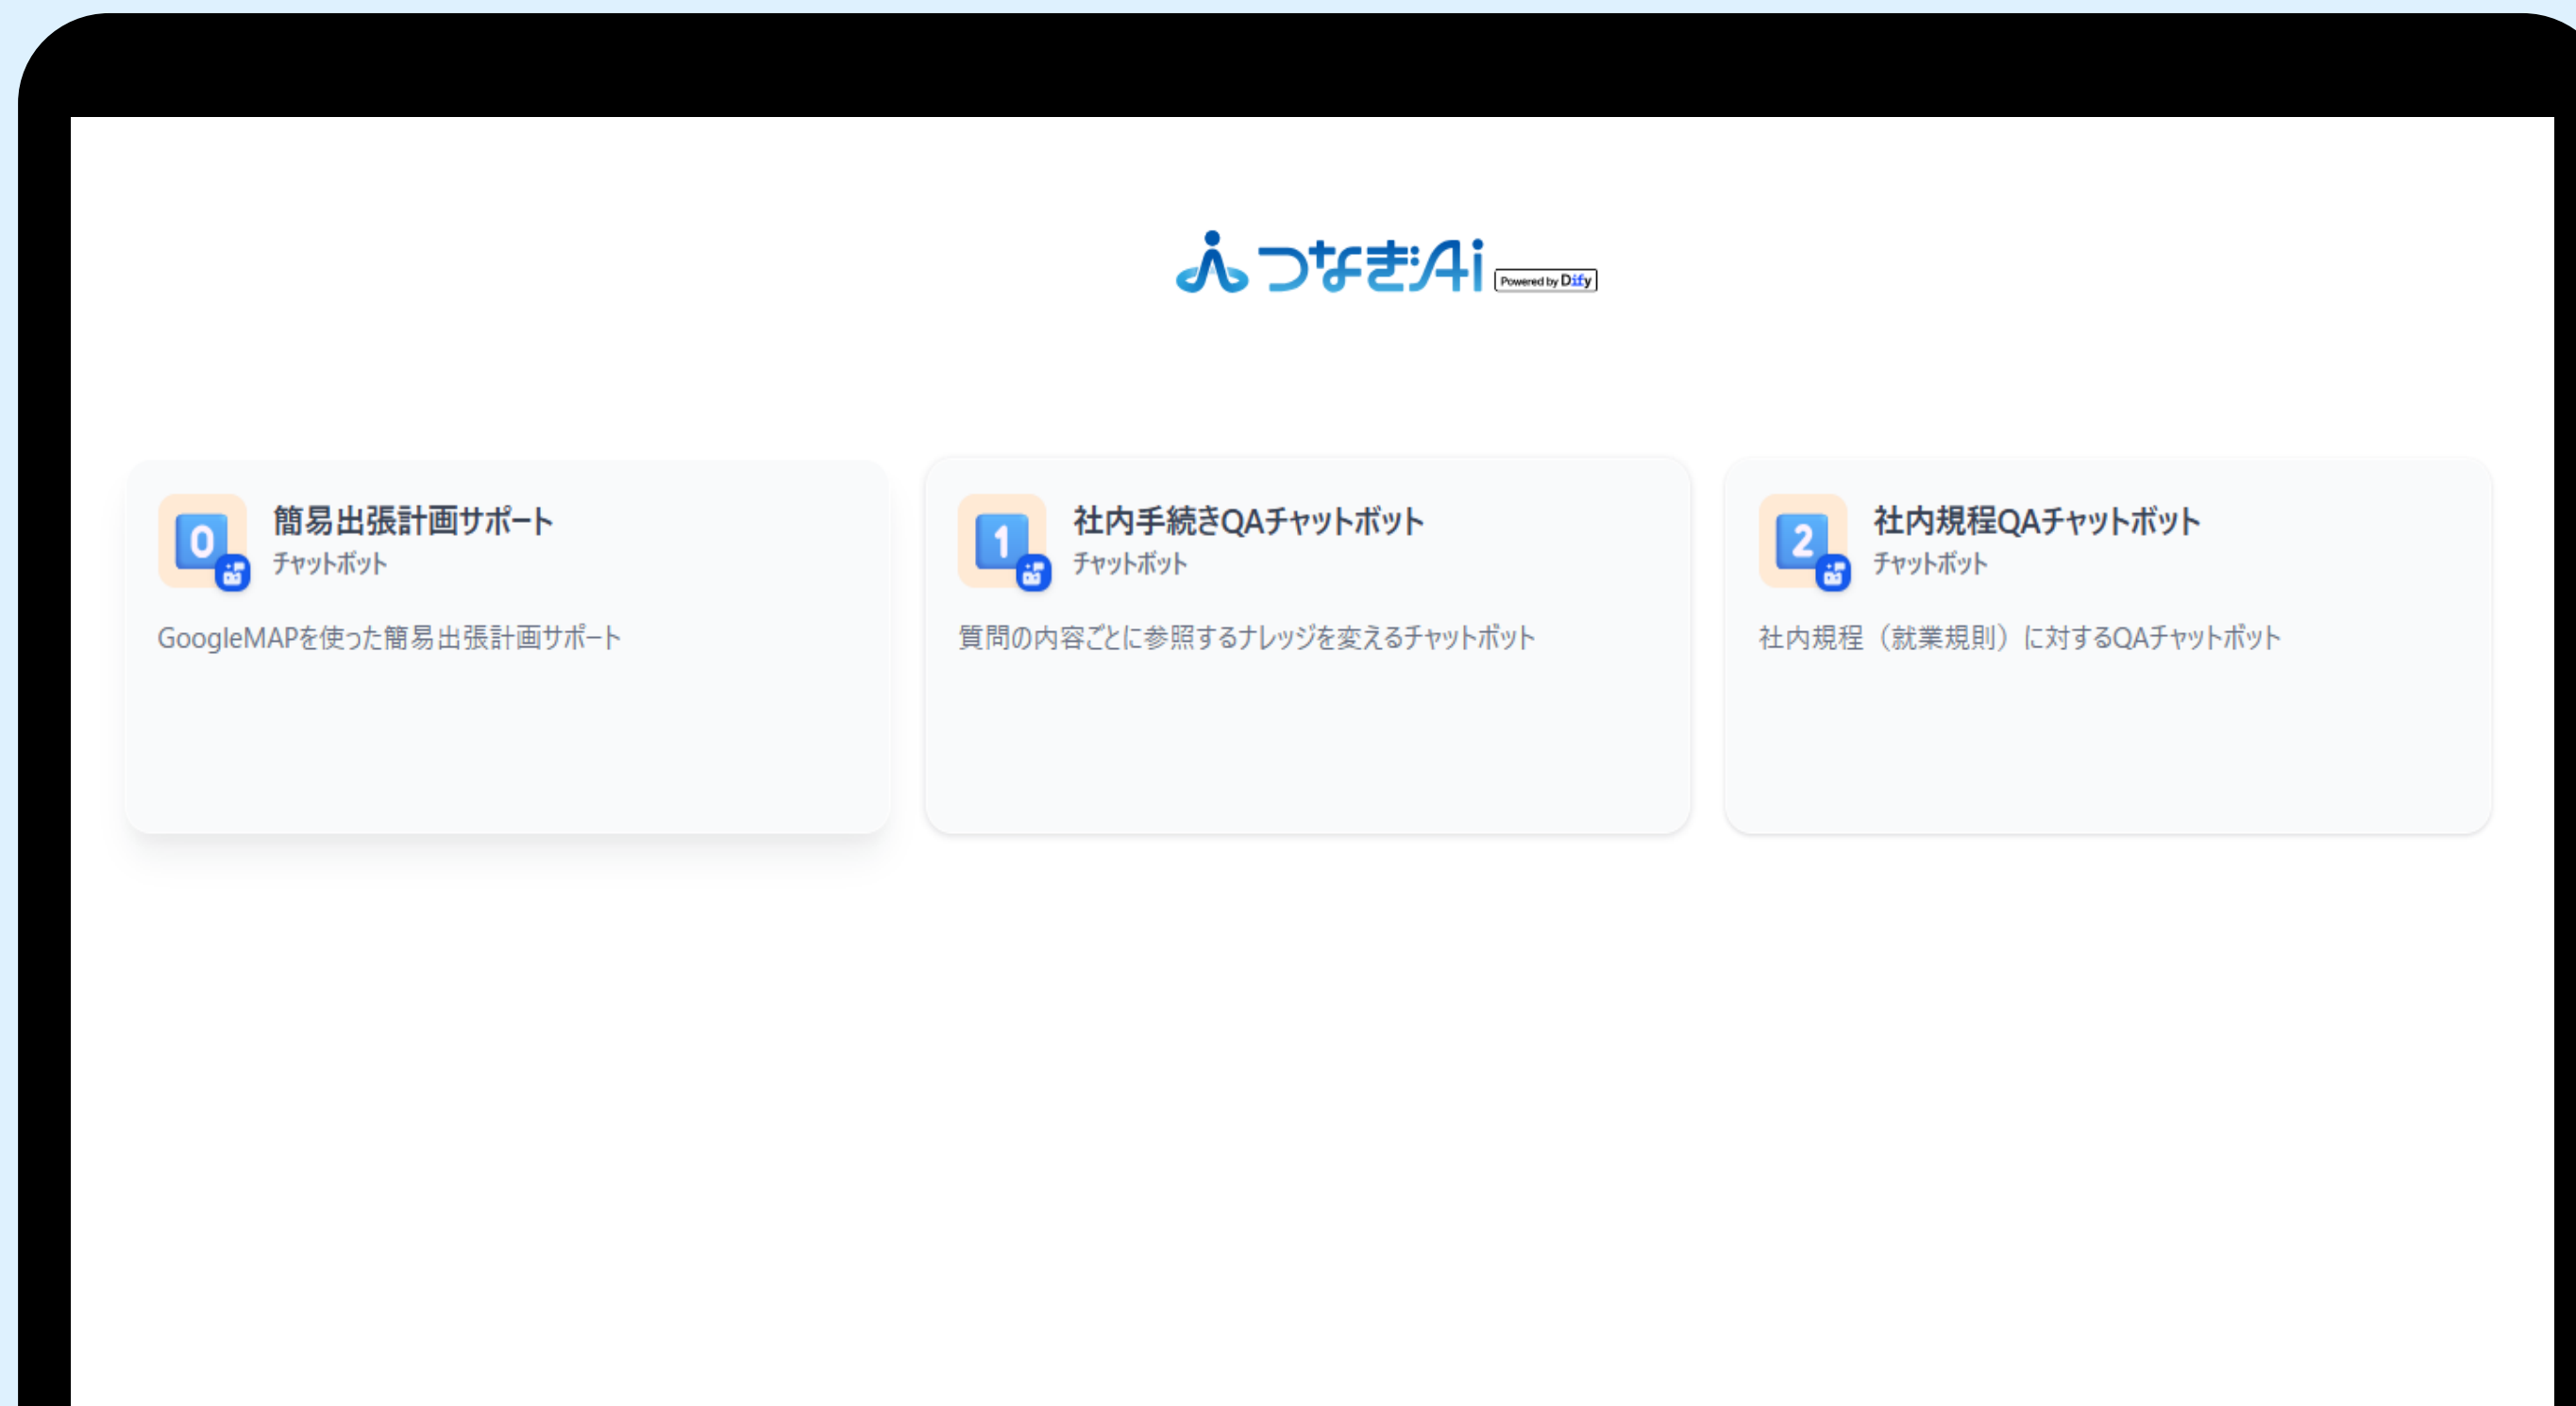 つなぎAi Powered by Dify
0 簡易出張計画サポート
チャットボット
GoogleMAPを使った簡易出張計画サポート
1 社内手続きQAチャットボット
チャットボット
質問の内容ごとに参照するナレッジを変えるチャットボット
2 社内規程QAチャットボット
チャットボット
社内規程（就業規則）に対するQAチャットボット